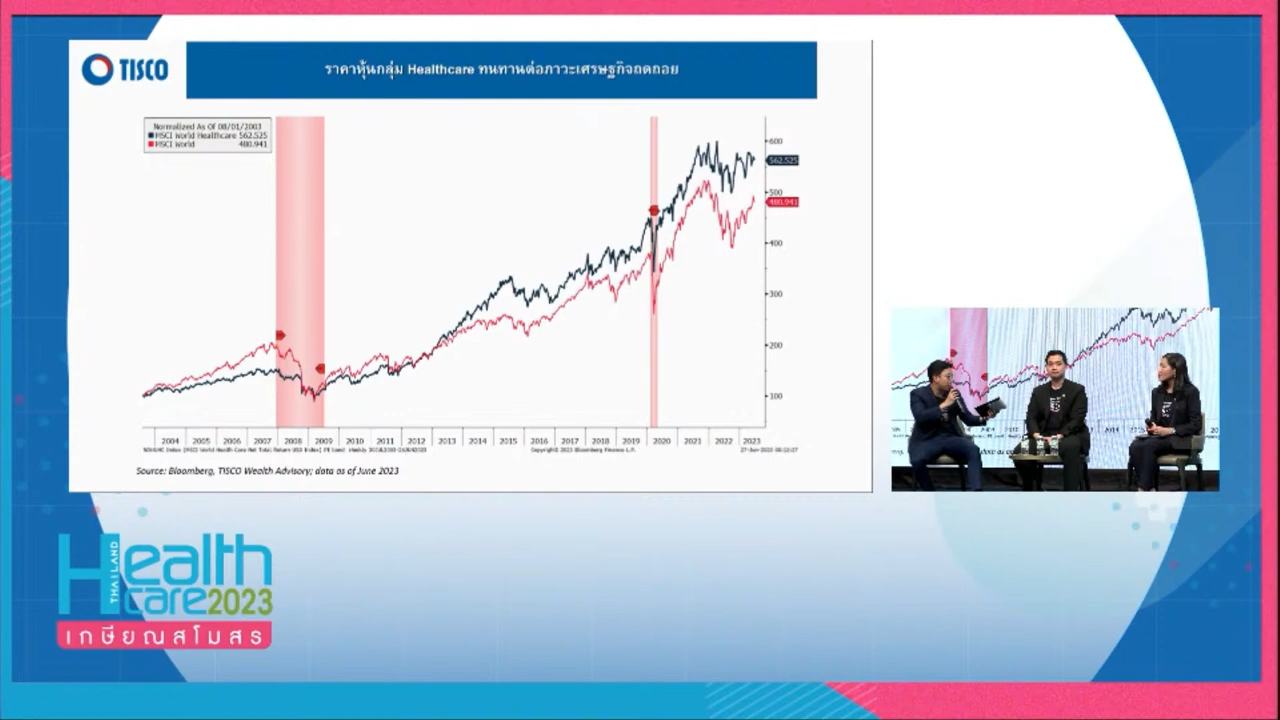 TISCO
ราคาหุ้นกลุ่ม Healthcare ทนทานต่อภาวะเศรษฐกิจถดถอย
Normalized As Of 08/01/2003
MSCI World Healthcare 562.525
MSCI World 480.941
600
562.525
500
480.941
400
300
200
100
2004 2005 2006 2007 2008 2009 2010 2011 2012 2013 2014 2015 2016 2017 2018 2019 2020 2021 2022 2023
Copyright© 2023 Bloomberg Finance L.P.
Source: Bloomberg, TISCO Wealth Advisory; data as of June 2023
Health
THAILAND
care2023
เกษียณสโมสร